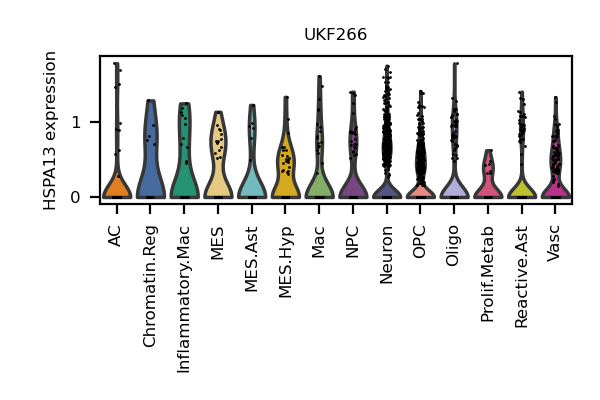 UKF266
HSPA13 expression
1
0
AC
Chromatin.Reg
Inflammatory.Mac
MES
MES.Ast
MES.Hyp
Mac
NPC
Neuron
OPC
Oligo
Prolif.Metab
Reactive.Ast
Vasc